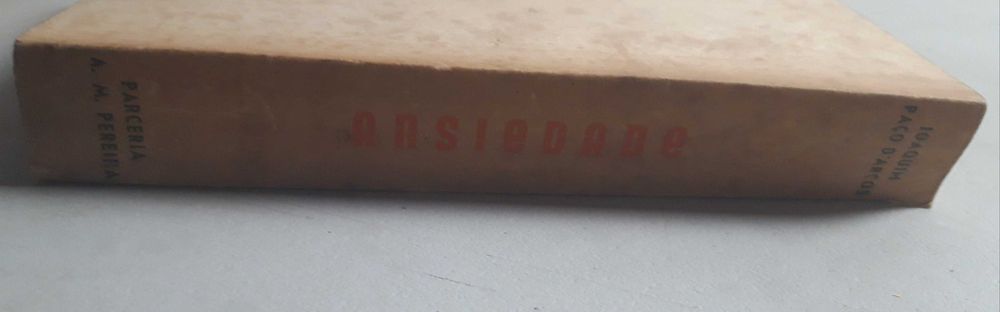 JOAQUIM
PAÇO D'ARCOS
ansiedade
PARCERIA
A. M. PEREIRA